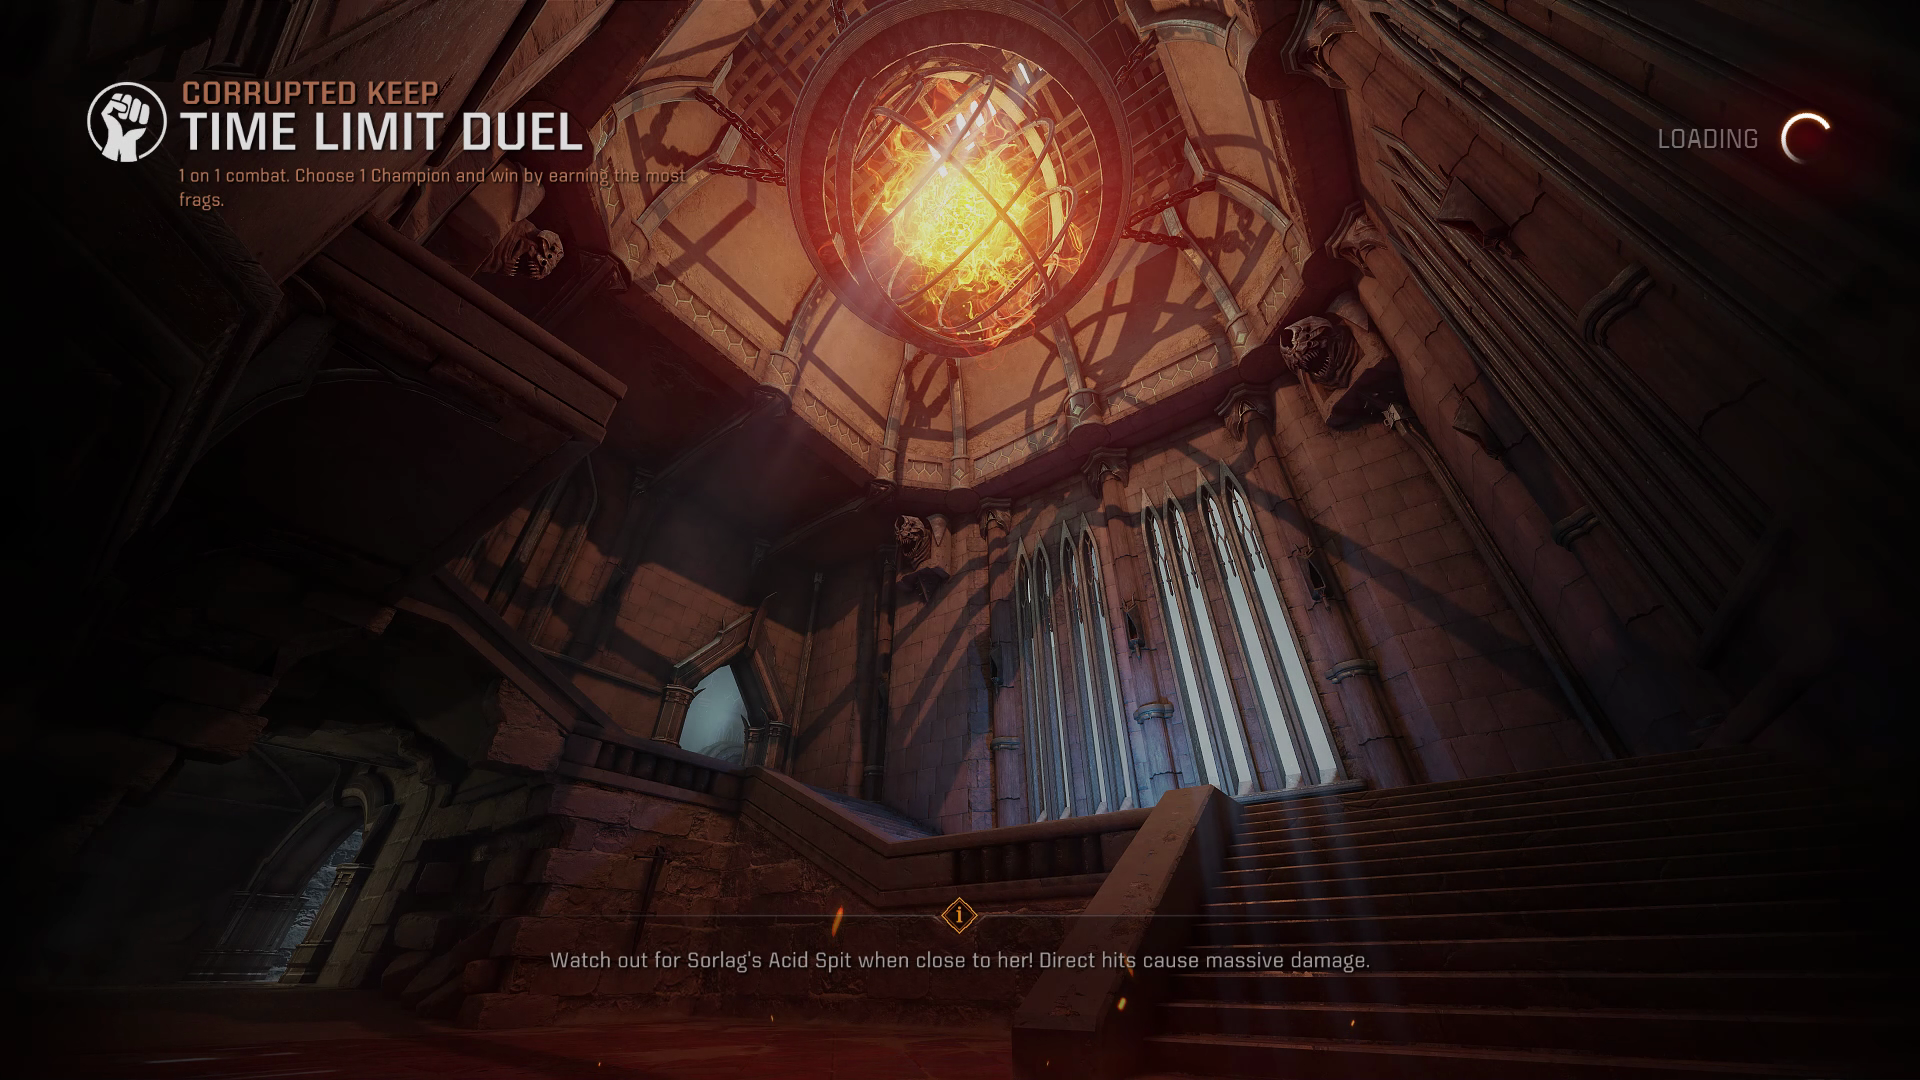 CORRUPTED KEEP
TIME LIMIT DUEL
1 on 1 combat. Choose 1 Champion and win by earning the most
frags.
LOADING
i
Watch out for Sorlag's Acid Spit when close to her! Direct hits cause massive damage.